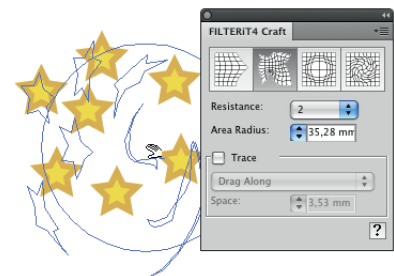 FILTERiT4 Craft
Resistance: 2
Area Radius: 35,28 mm
Trace
Drag Along
Space: 3,53 mm
?